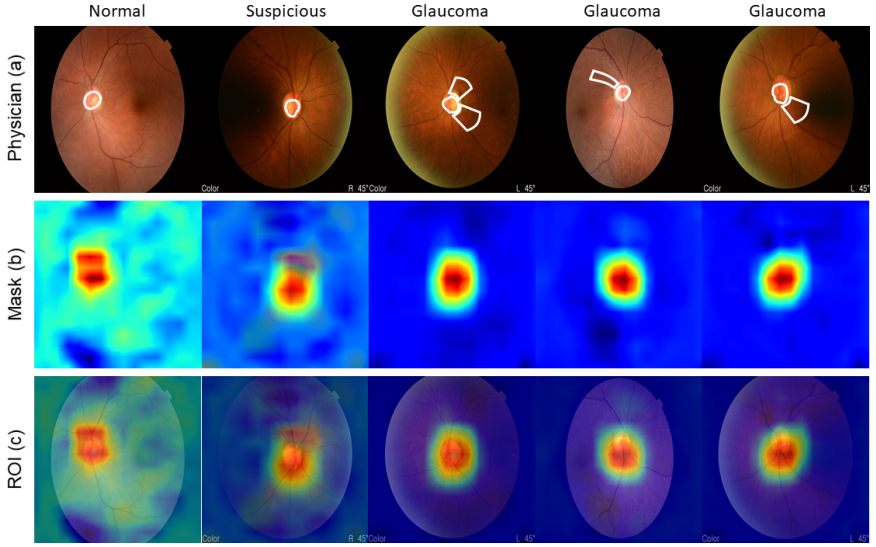 Normal Suspicious Glaucoma Glaucoma Glaucoma
Physician (a)
Color R 45° Color L 45° Color L 45°
Mask (b)
ROI (c)
Color R 45° Color L 45° Color L 45°